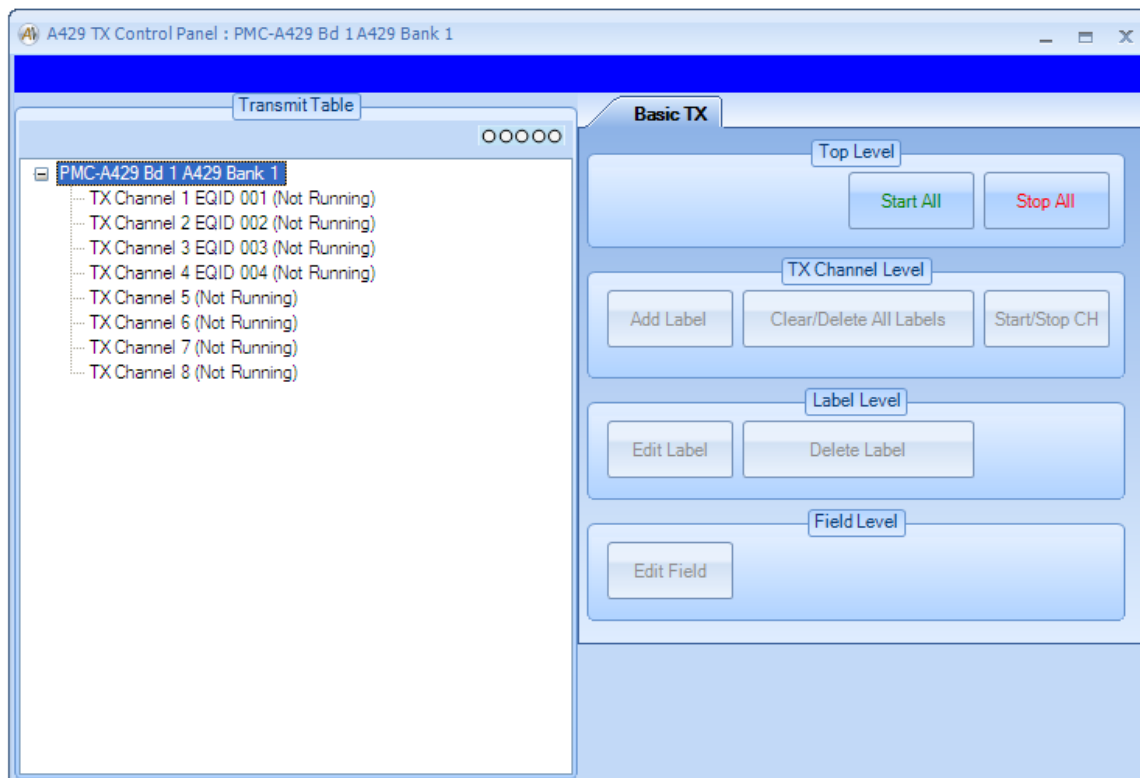 A429 TX Control Panel : PMC-A429 Bd 1 A429 Bank 1
Transmit Table
PMC-A429 Bd 1 A429 Bank 1
TX Channel 1 EQID 001 (Not Running)
TX Channel 2 EQID 002 (Not Running)
TX Channel 3 EQID 003 (Not Running)
TX Channel 4 EQID 004 (Not Running)
TX Channel 5 (Not Running)
TX Channel 6 (Not Running)
TX Channel 7 (Not Running)
TX Channel 8 (Not Running)
Basic TX
Top Level
Start All
Stop All
TX Channel Level
Add Label
Clear/Delete All Labels
Start/Stop CH
Label Level
Edit Label
Delete Label
Field Level
Edit Field